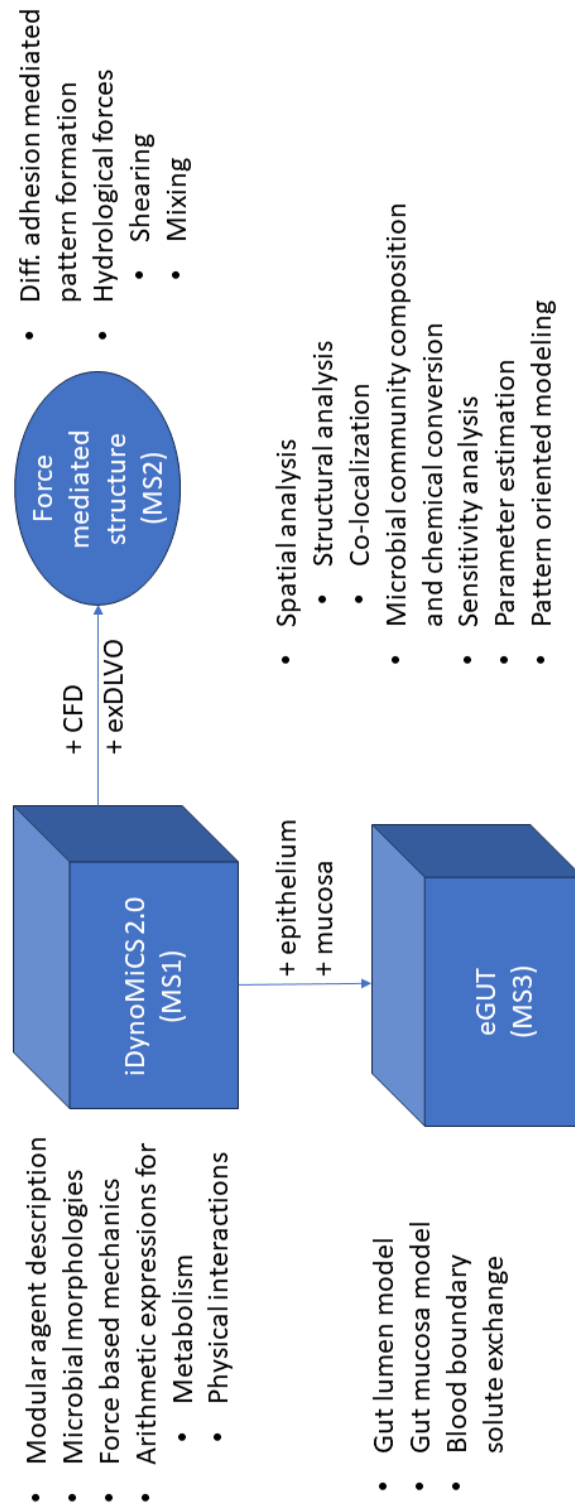 • Modular agent description
• Microbial morphologies
• Force based mechanics
• Arithmetic expressions for
• Metabolism
• Physical interactions
iDynoMiCS 2.0
(MS1)
+ CFD
+ exDLVO
Force
mediated
structure
(MS2)
• Diff. adhesion mediated
pattern formation
• Hydrological forces
• Shearing
• Mixing
+ epithelium
+ mucosa
• Gut lumen model
• Gut mucosa model
• Blood boundary
solute exchange
eGUT
(MS3)
• Spatial analysis
• Structural analysis
• Co-localization
• Microbial community composition
and chemical conversion
• Sensitivity analysis
• Parameter estimation
• Pattern oriented modeling